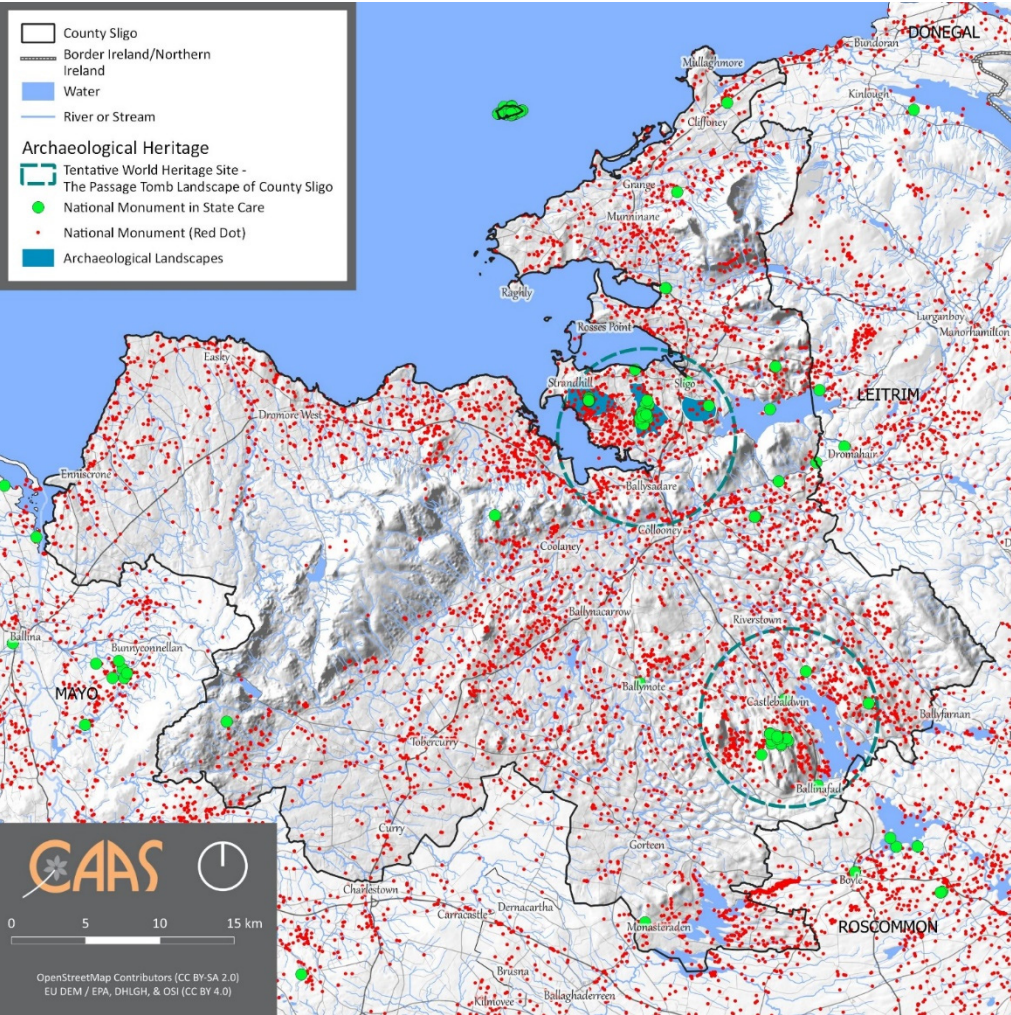 County Sligo
Border Ireland/Northern
Ireland
Water
River or Stream
Archaeological Heritage
Tentative World Heritage Site -
The Passage Tomb Landscape of County Sligo
National Monument in State Care
National Monument (Red Dot)
Archaeological Landscapes
DONEGAL
Bundoran
Mullaghmore
Kinlough
Cliffoney
Grange
Munninane
Raghly
Lurganboy
Rosses Point
Manorhamilton
Easky
Strandhill
Sligo
LEITRIM
Dromore West
Dromahair
Enniscrone
Ballysadare
Collooney
Coolaney
Ballynacarrow
Riverstown
Ballina
Bunnyconnellan
MAYO
Ballymote
Castlebaldwin
Ballyfarnan
Tobercurry
Ballinafad
Curry
Gorteen
Boyle
Charlestown
Dernacartha
Carracastle
Monasteraden
ROSCOMMON
Brusna
Ballaghaderreen
Kilmovee
CAAS
0 5 10 15 km
OpenStreetMap Contributors (CC BY-SA 2.0)
EU DEM / EPA, DHLGH, & OSI (CC BY 4.0)